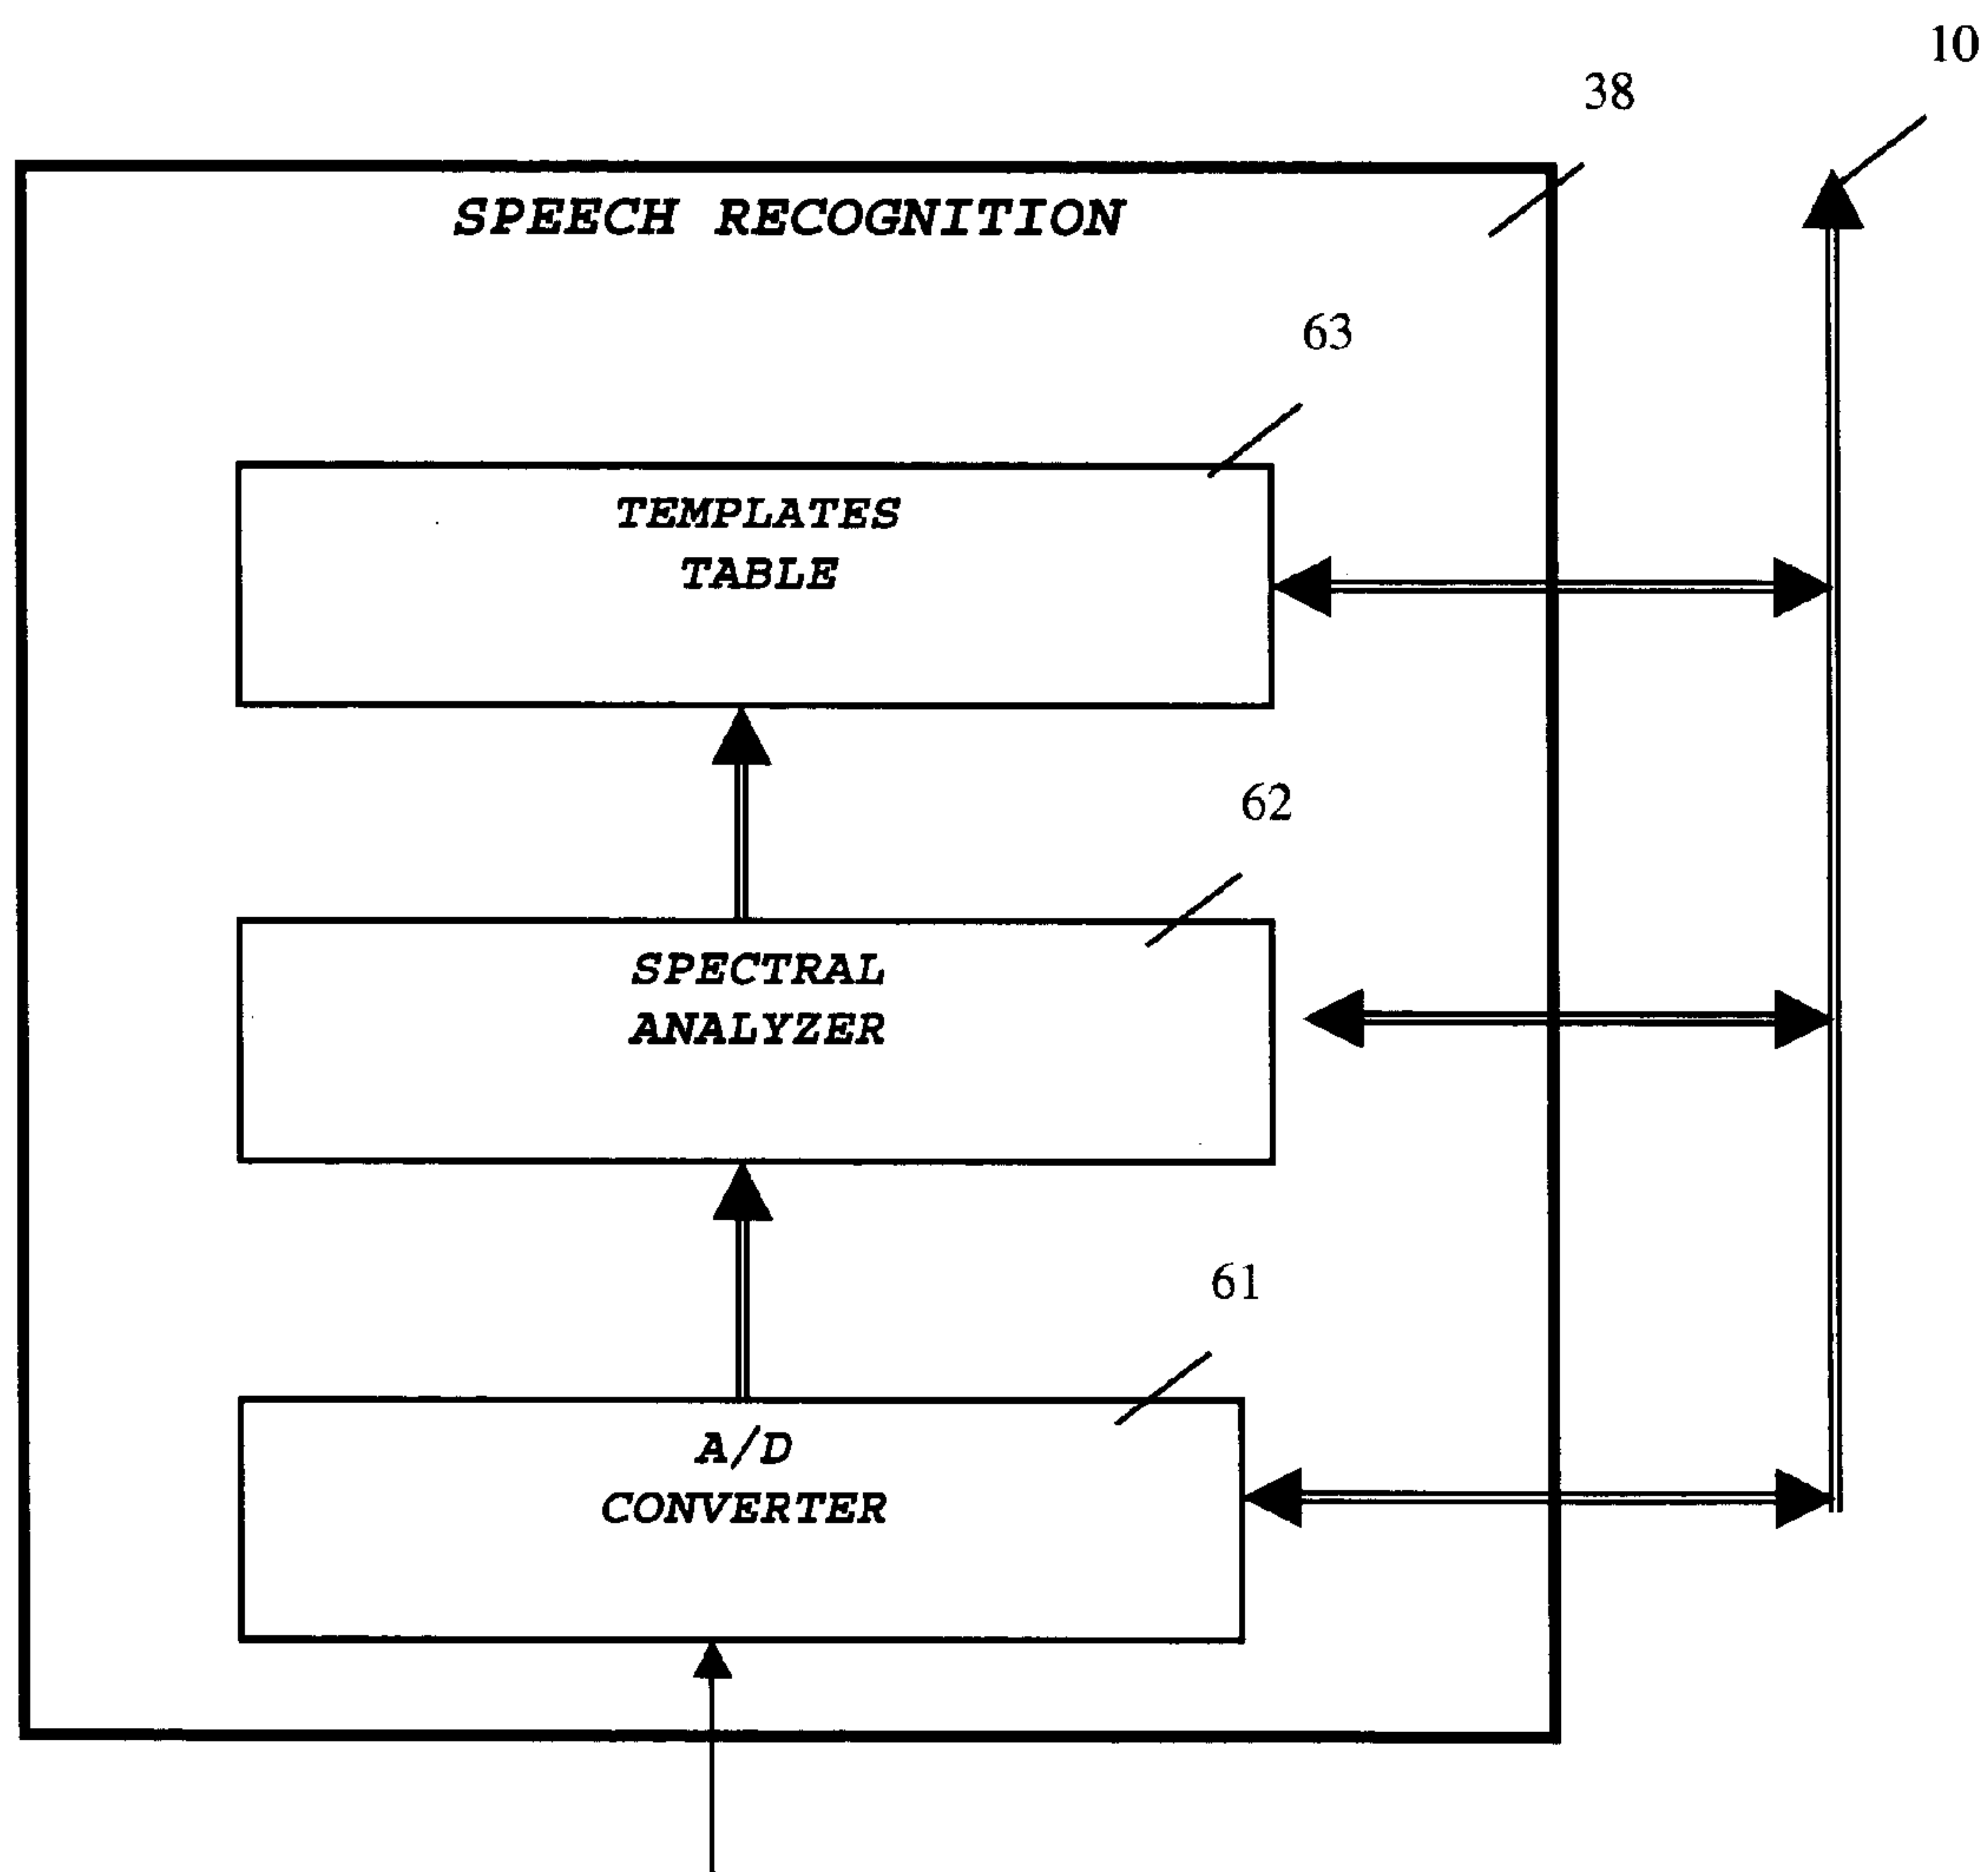 10
38
SPEECH RECOGNITION
63
TEMPLATES
TABLE
62
SPECTRAL
ANALYZER
61
A/D
CONVERTER